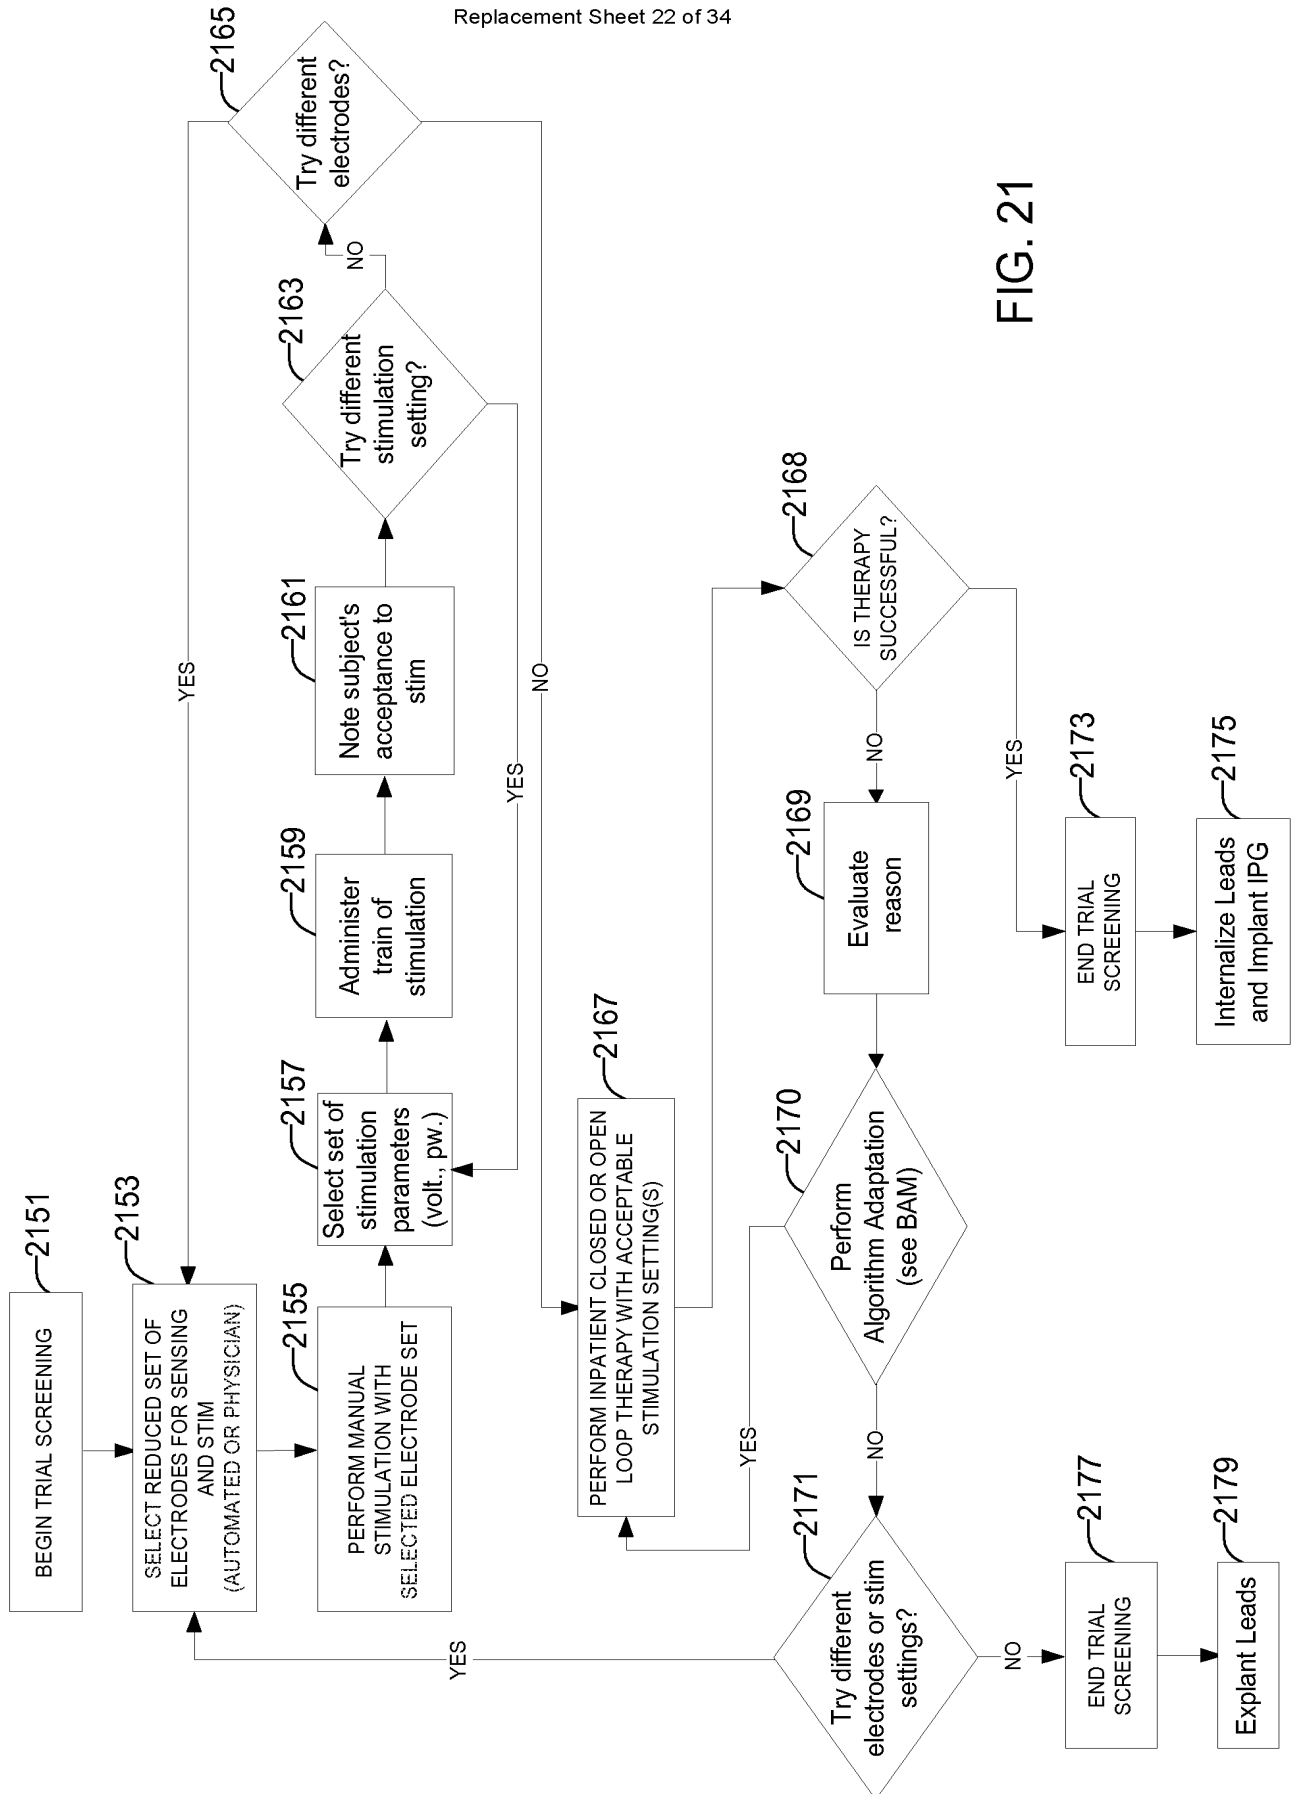 Replacement Sheet 22 of 34
2151
BEGIN TRIAL SCREENING
2153
SELECT REDUCED SET OF
ELECTRODES FOR SENSING
AND STIM
(AUTOMATED OR PHYSICIAN)
2155
PERFORM MANUAL
STIMULATION WITH
SELECTED ELECTRODE SET
2157
Select set of
stimulation
parameters
(volt., pw.)
2159
Administer
train of
stimulation
2161
Note subject's
acceptance to
stim
2163
Try different
stimulation
setting?
NO
YES
2165
Try different
electrodes?
YES
NO
2167
PERFORM INPATIENT CLOSED OR OPEN
LOOP THERAPY WITH ACCEPTABLE
STIMULATION SETTING(S)
2168
IS THERAPY
SUCCESSFUL?
NO
YES
2169
Evaluate
reason
2170
Perform
Algorithm Adaptation
(see BAM)
YES
NO
2171
Try different
electrodes or stim
settings?
YES
NO
2173
END TRIAL
SCREENING
2175
Internalize Leads
and Implant IPG
2177
END TRIAL
SCREENING
2179
Explant Leads
FIG. 21